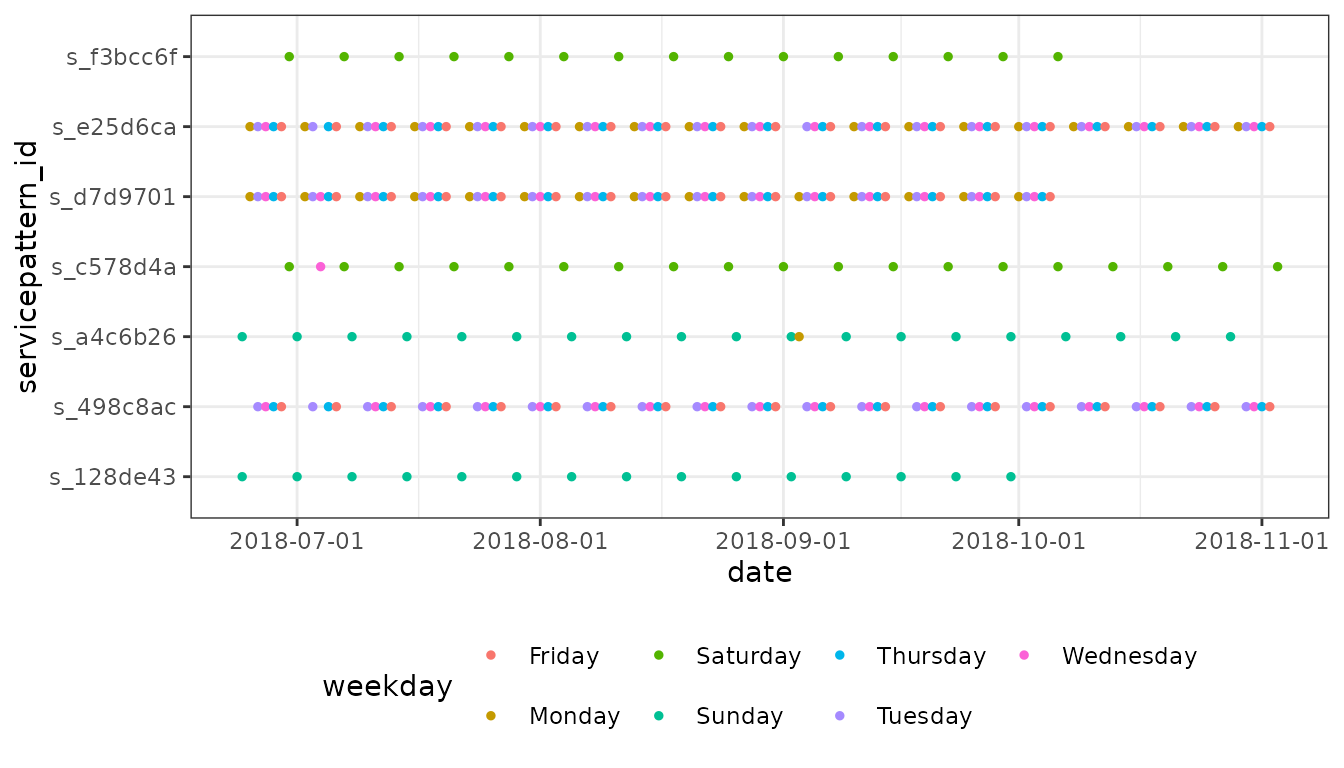 s_f3bcc6f
s_e25d6ca
s_d7d9701
s_c578d4a
s_a4c6b26
s_498c8ac
s_128de43
servicepattern_id
2018-07-01 2018-08-01 2018-09-01 2018-10-01 2018-11-01
date
weekday
Friday Saturday Thursday Wednesday
Monday Sunday Tuesday